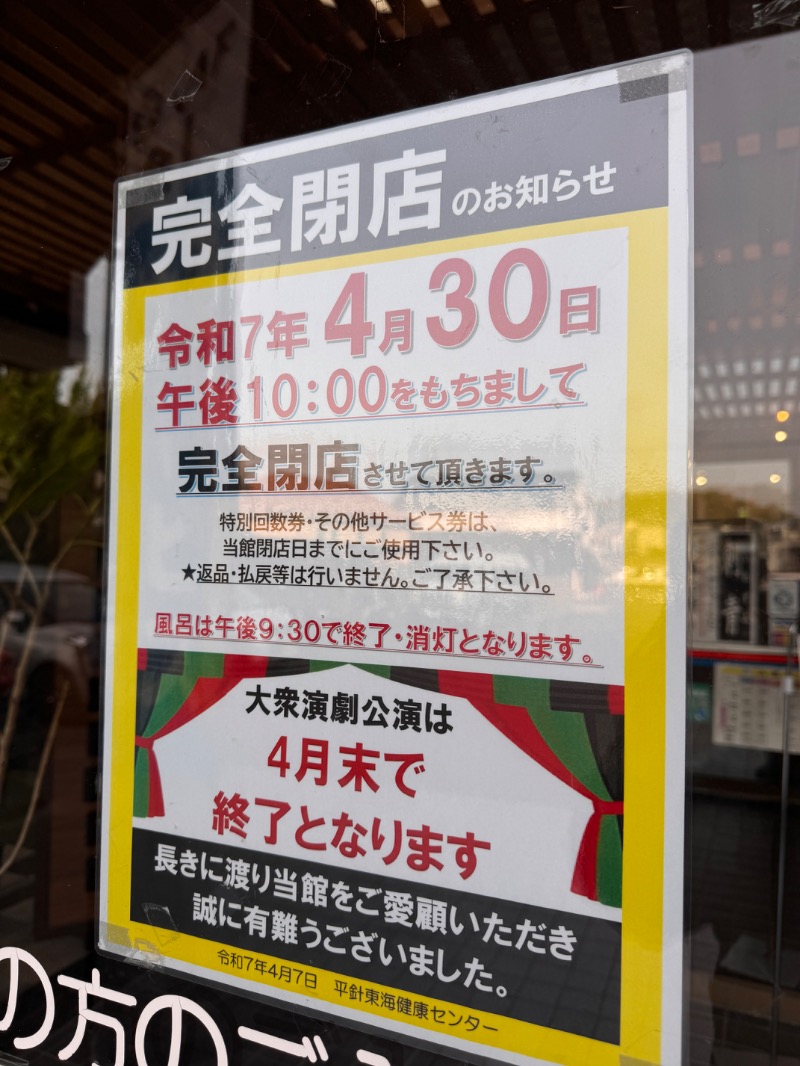 完全閉店のお知らせ
令和7年4月30日
午後10:00をもちまして
完全閉店させて頂きます。
特別回数券・その他サービス券は、
当館閉店日までにご使用下さい。
★返品・払戻等は行いません。ご了承下さい。
風呂は午後9:30で終了・消灯となります。
大衆演劇公演は
4月末で
終了となります
長きに渡り当館をご愛顧いただき
誠に有難うございました。
令和7年4月7日 平針東海健康センター
の方のご